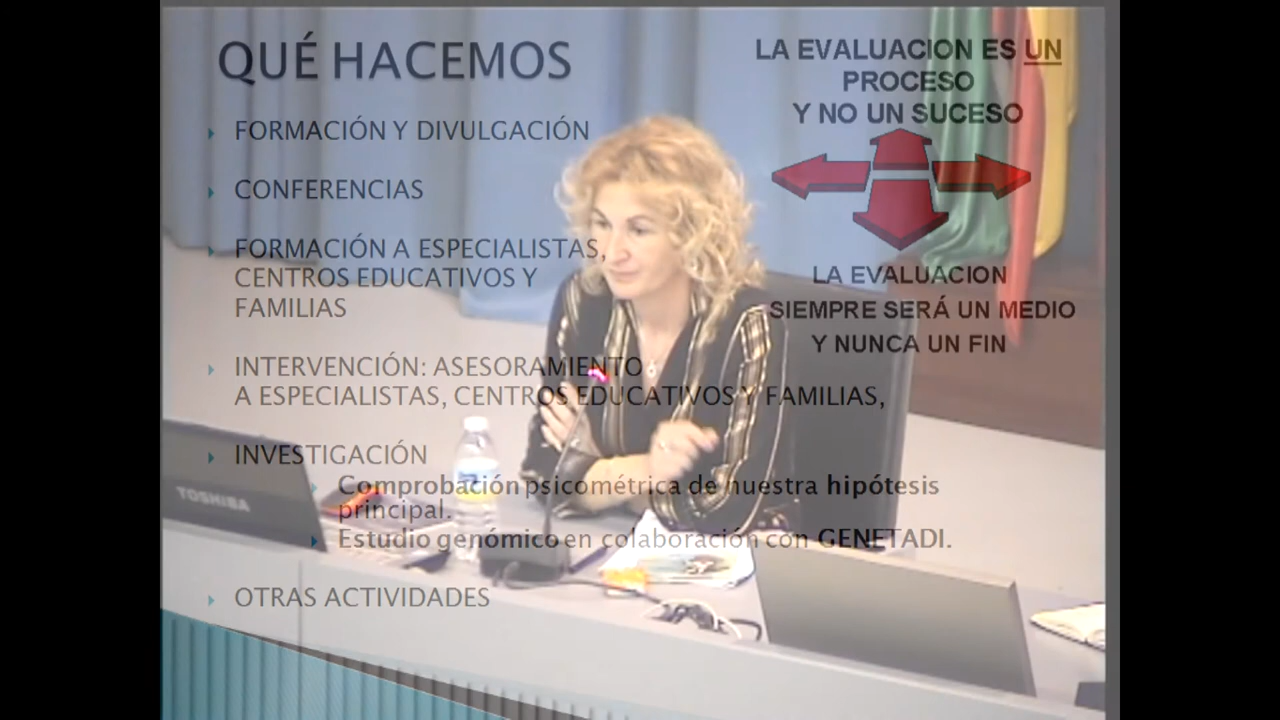 QUÉ HACEMOS
FORMACIÓN Y DIVULGACIÓN
CONFERENCIAS
FORMACIÓN A ESPECIALISTAS,
CENTROS EDUCATIVOS Y
FAMILIAS
INTERVENCIÓN: ASESORAMIENTO
A ESPECIALISTAS, CENTROS EDUCATIVOS Y FAMILIAS,
INVESTIGACIÓN
Comprobación psicométrica de nuestra hipótesis
principal.
Estudio genómico en colaboración con GENETADI.
OTRAS ACTIVIDADES
LA EVALUACION ES UN
PROCESO
Y NO UN SUCESO
LA EVALUACION
SIEMPRE SERÁ UN MEDIO
Y NUNCA UN FIN
TOSHIBA